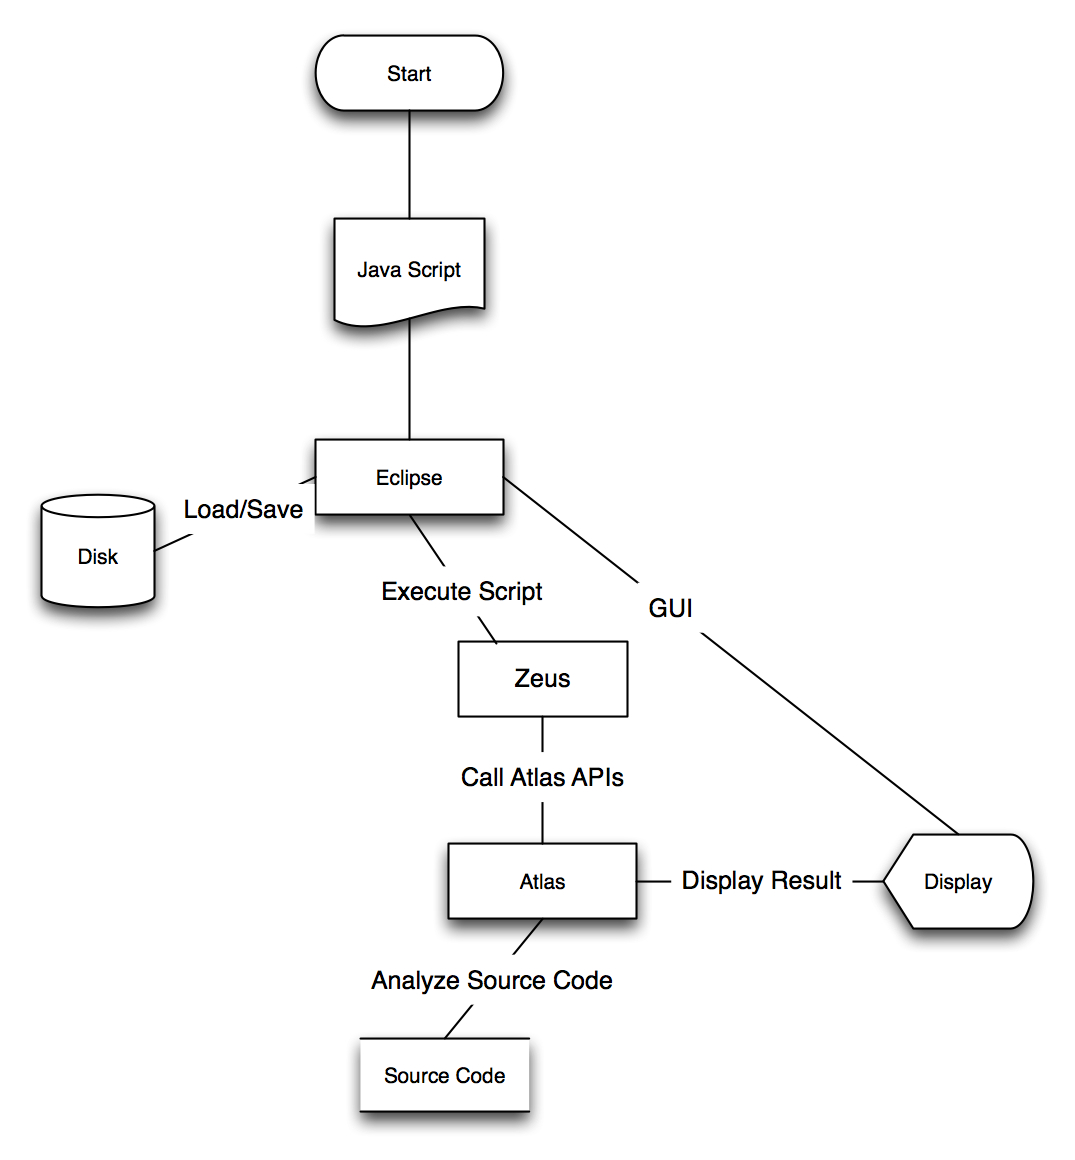 Start
Java Script
Eclipse
Load/Save
Disk
Execute Script
GUI
Zeus
Call Atlas APIs
Atlas
Display Result
Display
Analyze Source Code
Source Code